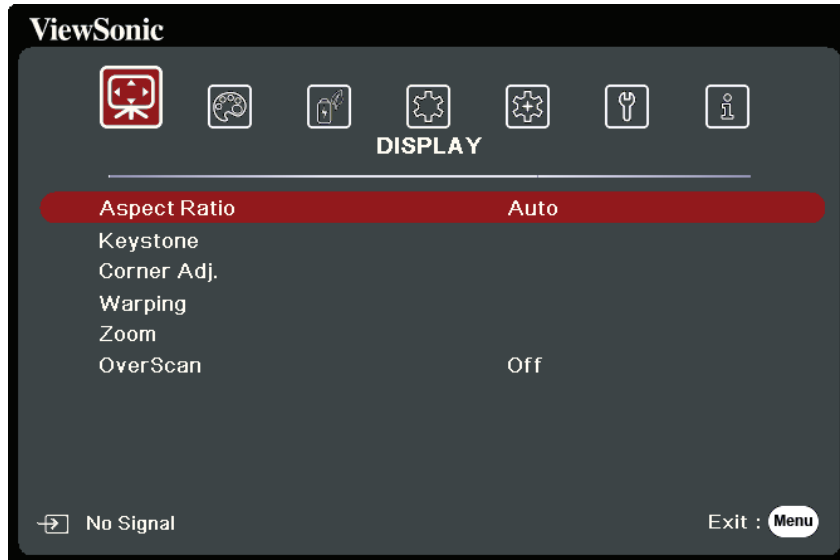 ViewSonic
DISPLAY
Aspect Ratio Auto
Keystone
Corner Adj.
Warping
Zoom
OverScan Off
No Signal
Exit : Menu